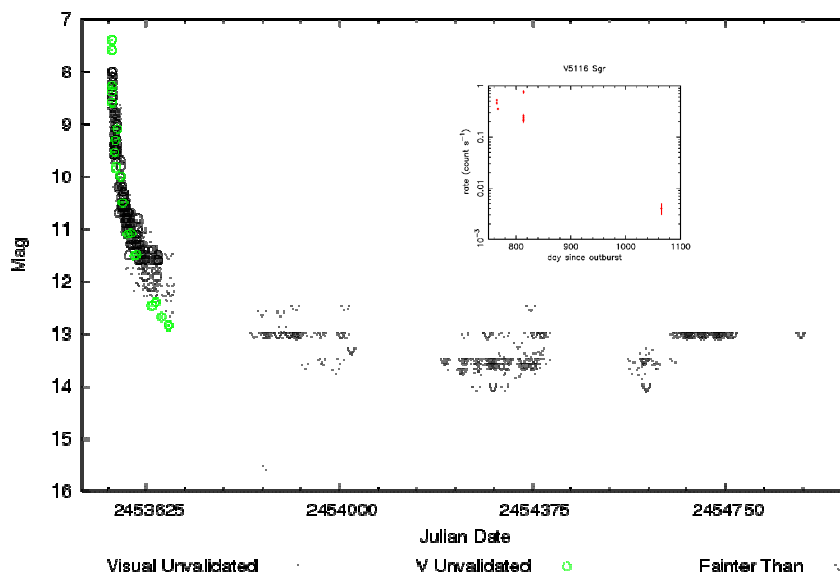 7
8
9
10
11
12
13
14
15
16
Mag
2453625 2454000 2454375 2454750
Julian Date
Visual Unvalidated V Unvalidated Fainter Than
V5116 Sgr
1
0.1
0.01
10⁻³
rate (count s⁻¹)
800 900 1000 1100
day since outburst